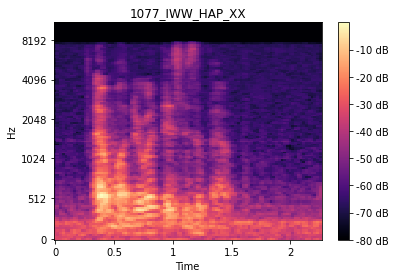 1077_IWW_HAP_XX
8192
4096
2048
1024
512
0
Hz
0
0.5
1
1.5
2
Time
-10 dB
-20 dB
-30 dB
-40 dB
-50 dB
-60 dB
-70 dB
-80 dB